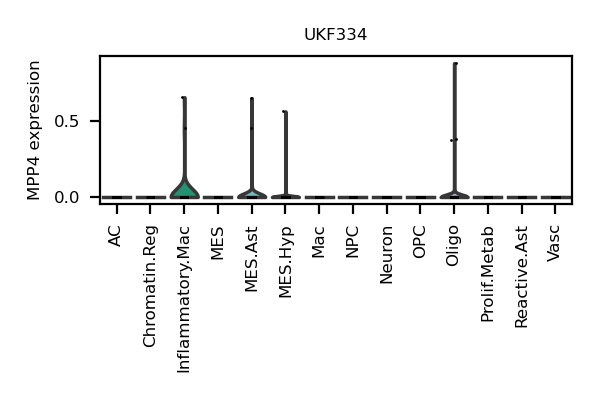 UKF334
MPP4 expression
0.5
0.0
AC
Chromatin.Reg
Inflammatory.Mac
MES
MES.Ast
MES.Hyp
Mac
NPC
Neuron
OPC
Oligo
Prolif.Metab
Reactive.Ast
Vasc